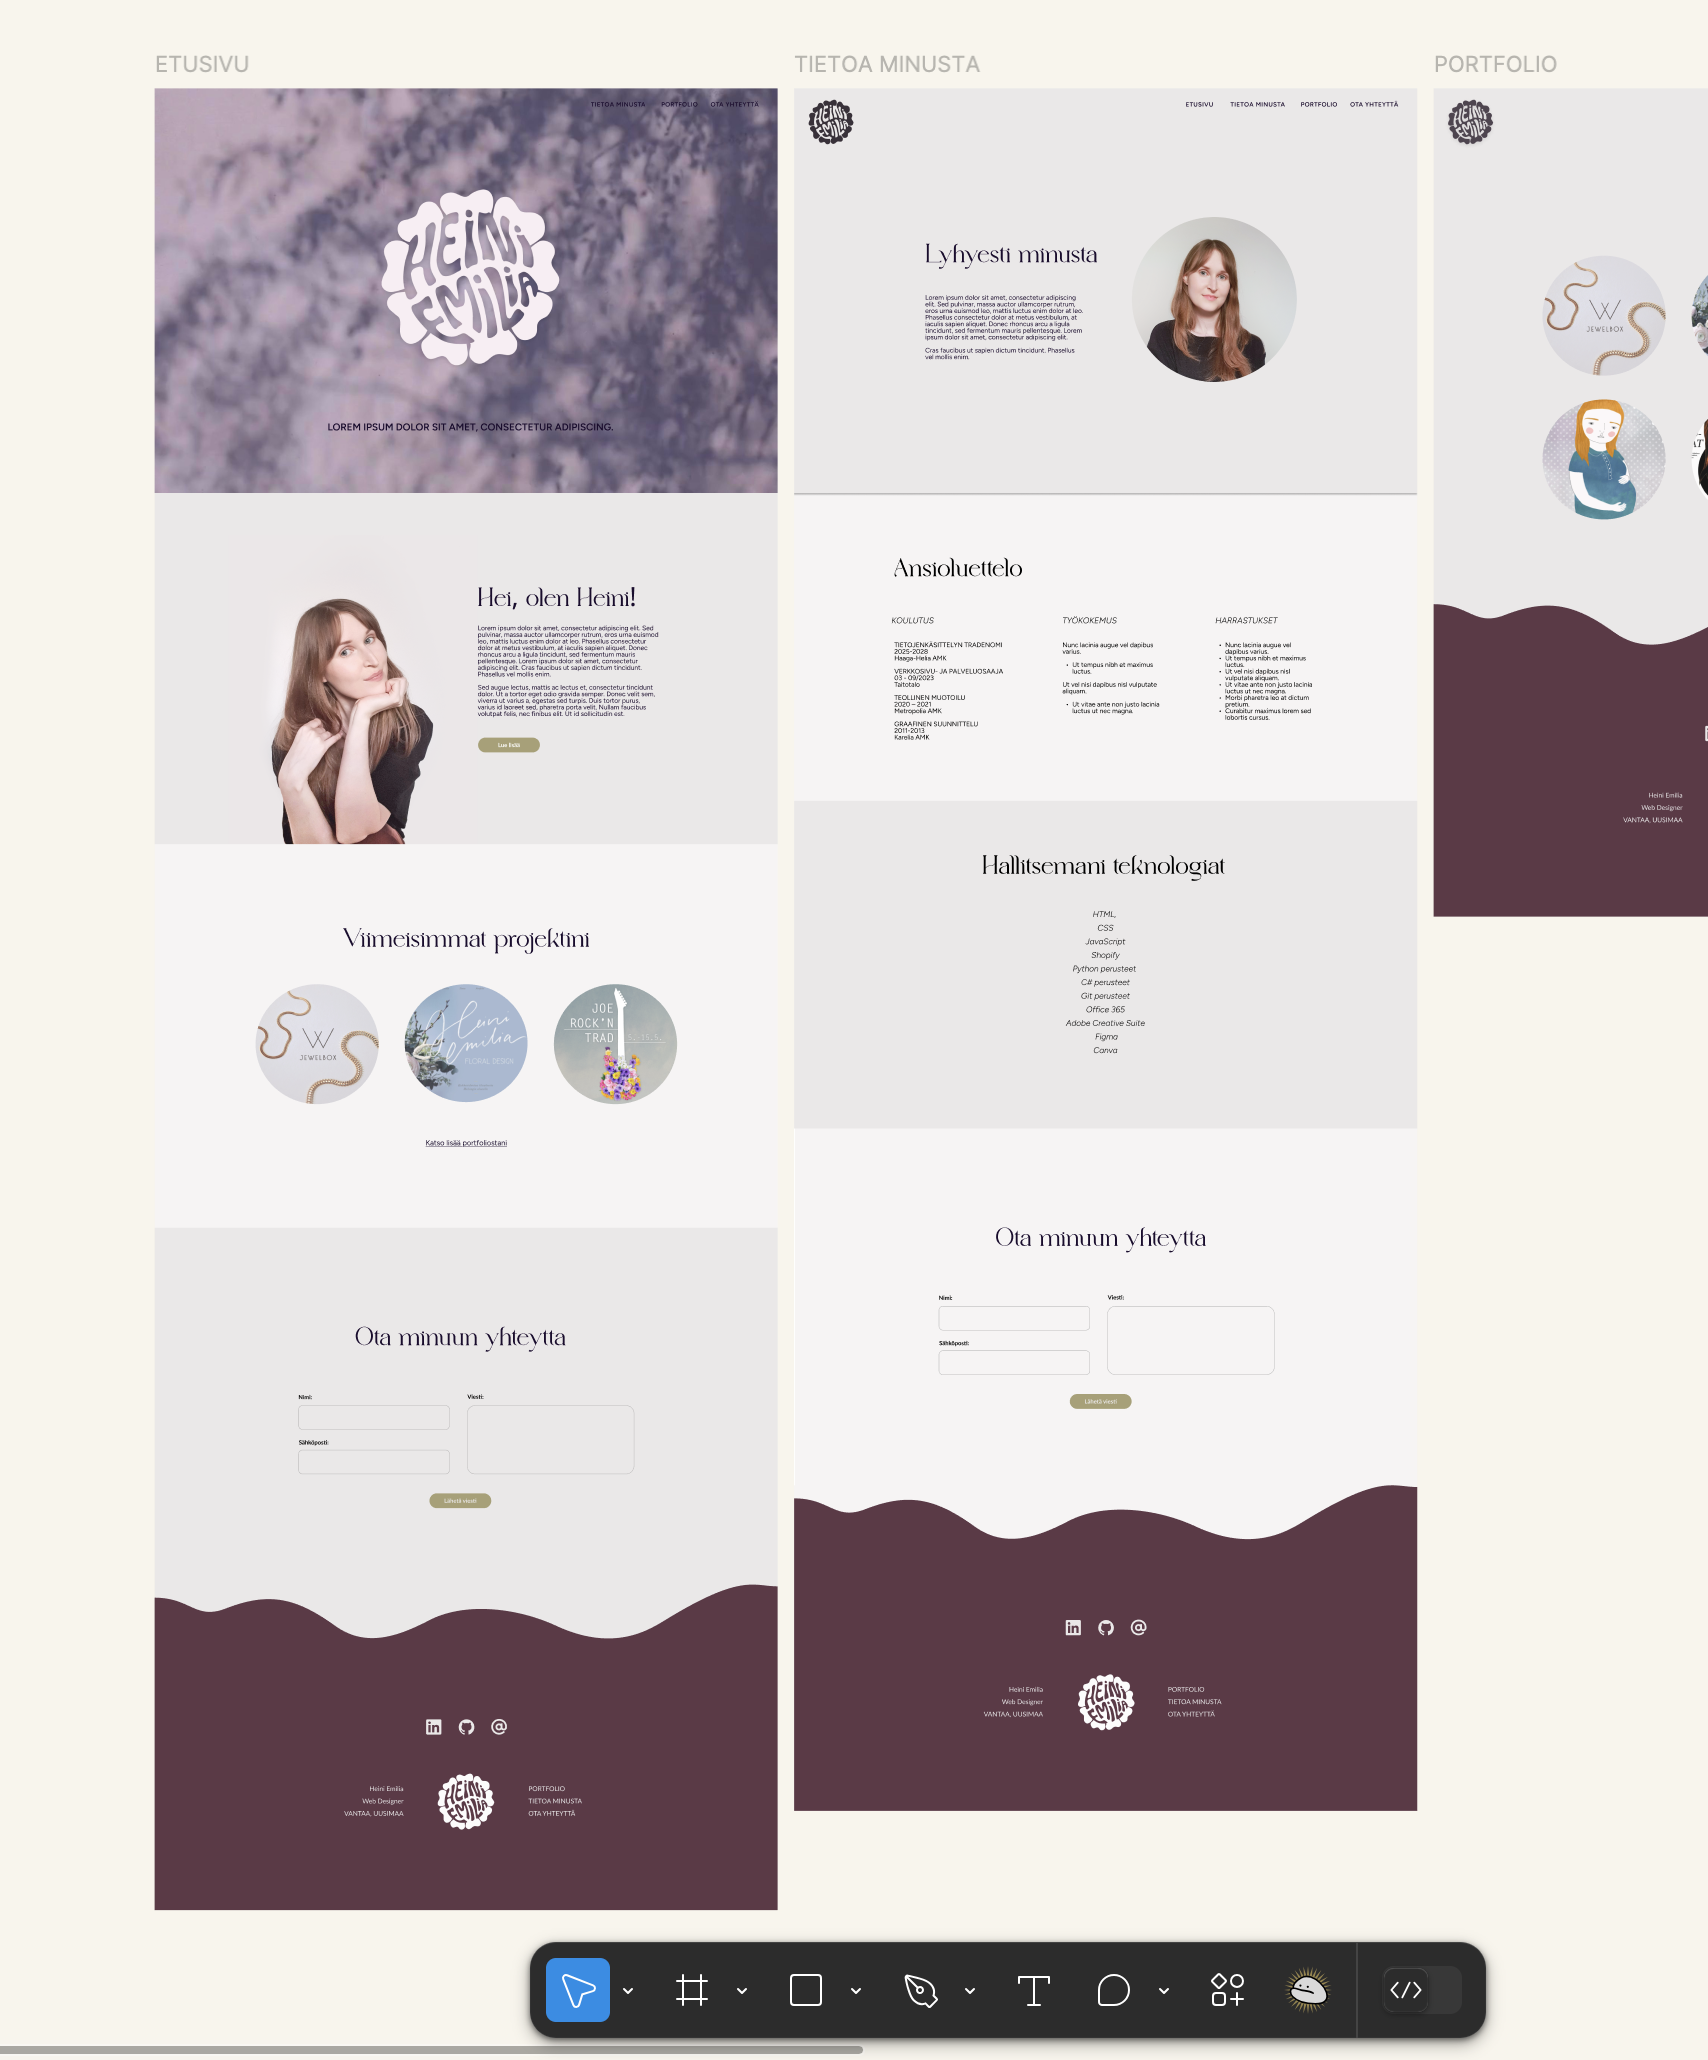 ETUSIVU
TIETOA MINUSTA
PORTFOLIO
TIETOA MINUSTA PORTFOLIO OTA YHTEYTTÄ
HEINI
EMILIA
LOREM IPSUM DOLOR SIT AMET, CONSECTETUR ADIPISCING.
Hei, olen Heini!
Lorem ipsum dolor sit amet, consectetur adipiscing elit. Sed
pulvinar, massa auctor ullamcorper rutrum, eros urna euismod
leo, mattis luctus enim dolor at leo. Phasellus consectetur
dolor at metus vestibulum, at iaculis sapien aliquet. Donec
rhoncus arcu a ligula tincidunt, sed fermentum mauris
pellentesque. Lorem ipsum dolor sit amet, consectetur
adipiscing elit. Cras faucibus ut sapien dictum tincidunt.
Phasellus vel mollis enim.
Sed augue lectus, mattis ac lectus et, consectetur tincidunt
dolor. Ut a tortor eget odio gravida semper. Donec velit sem,
viverra ut varius a, egestas sed turpis. Duis tortor purus,
varius id laoreet sed, pharetra porta velit. Nullam faucibus
volutpat felis, nec finibus elit. Ut id sollicitudin est.
Lue lisää
Viimeisimmat projektini
W
JEWELBOX
Heini
Emilia
FLORAL DESIGN
JOE
ROCK'N
TRAD
Katso lisää portfoliostani
Ota minuun yhteytta
Nimi:
Viesti:
Sähköposti:
Lähetä viesti
Heini Emilia
Web Designer
VANTAA, UUSIMAA
HEINI
EMILIA
PORTFOLIO
TIETOA MINUSTA
OTA YHTEYTTÄ
HEINI
EMILIA
ETUSIVU TIETOA MINUSTA PORTFOLIO OTA YHTEYTTÄ
Lyhyesti minusta
Lorem ipsum dolor sit amet, consectetur adipiscing
elit. Sed pulvinar, massa auctor ullamcorper rutrum,
eros urna euismod leo, mattis luctus enim dolor at leo.
Phasellus consectetur dolor at metus vestibulum, at
iaculis sapien aliquet. Donec rhoncus arcu a ligula
tincidunt, sed fermentum mauris pellentesque. Lorem
ipsum dolor sit amet, consectetur adipiscing elit.
Cras faucibus ut sapien dictum tincidunt. Phasellus
vel mollis enim.
Ansioluettelo
KOULUTUS
TIETOJENKÄSITTELYN TRADENOMI
2025-2028
Haaga-Helia AMK
VERKKOSIVU- JA PALVELUOSAAJA
03 - 09/2023
Taitotalo
TEOLLINEN MUOTOILU
2020 – 2021
Metropolia AMK
GRAAFINEN SUUNNITTELU
2011-2013
Karelia AMK
TYÖKOKEMUS
Nunc lacinia augue vel dapibus
varius.
• Ut tempus nibh et maximus
luctus.
Ut vel nisl dapibus nisl vulputate
aliquam.
• Ut vitae ante non justo lacinia
luctus ut nec magna.
HARRASTUKSET
• Nunc lacinia augue vel
dapibus varius.
• Ut tempus nibh et maximus
luctus.
• Ut vel nisi dapibus nisl
vulputate aliquam.
• Ut vitae ante non justo lacinia
luctus ut nec magna.
• Morbi pharetra leo at dictum
pretium.
• Curabitur maximus lorem sed
lobortis cursus.
Hallitsemani teknologiat
HTML,
CSS
JavaScript
Shopify
Python perusteet
C# perusteet
Git perusteet
Office 365
Adobe Creative Suite
Figma
Canva
Ota minuun yhteytta
Nimi:
Viesti:
Sähköposti:
Lähetä viesti
Heini Emilia
Web Designer
VANTAA, UUSIMAA
HEINI
EMILIA
PORTFOLIO
TIETOA MINUSTA
OTA YHTEYTTÄ
HEINI
EMILIA
W
JEWELBOX
Heini Emilia
Web Designer
VANTAA, UUSIMAA